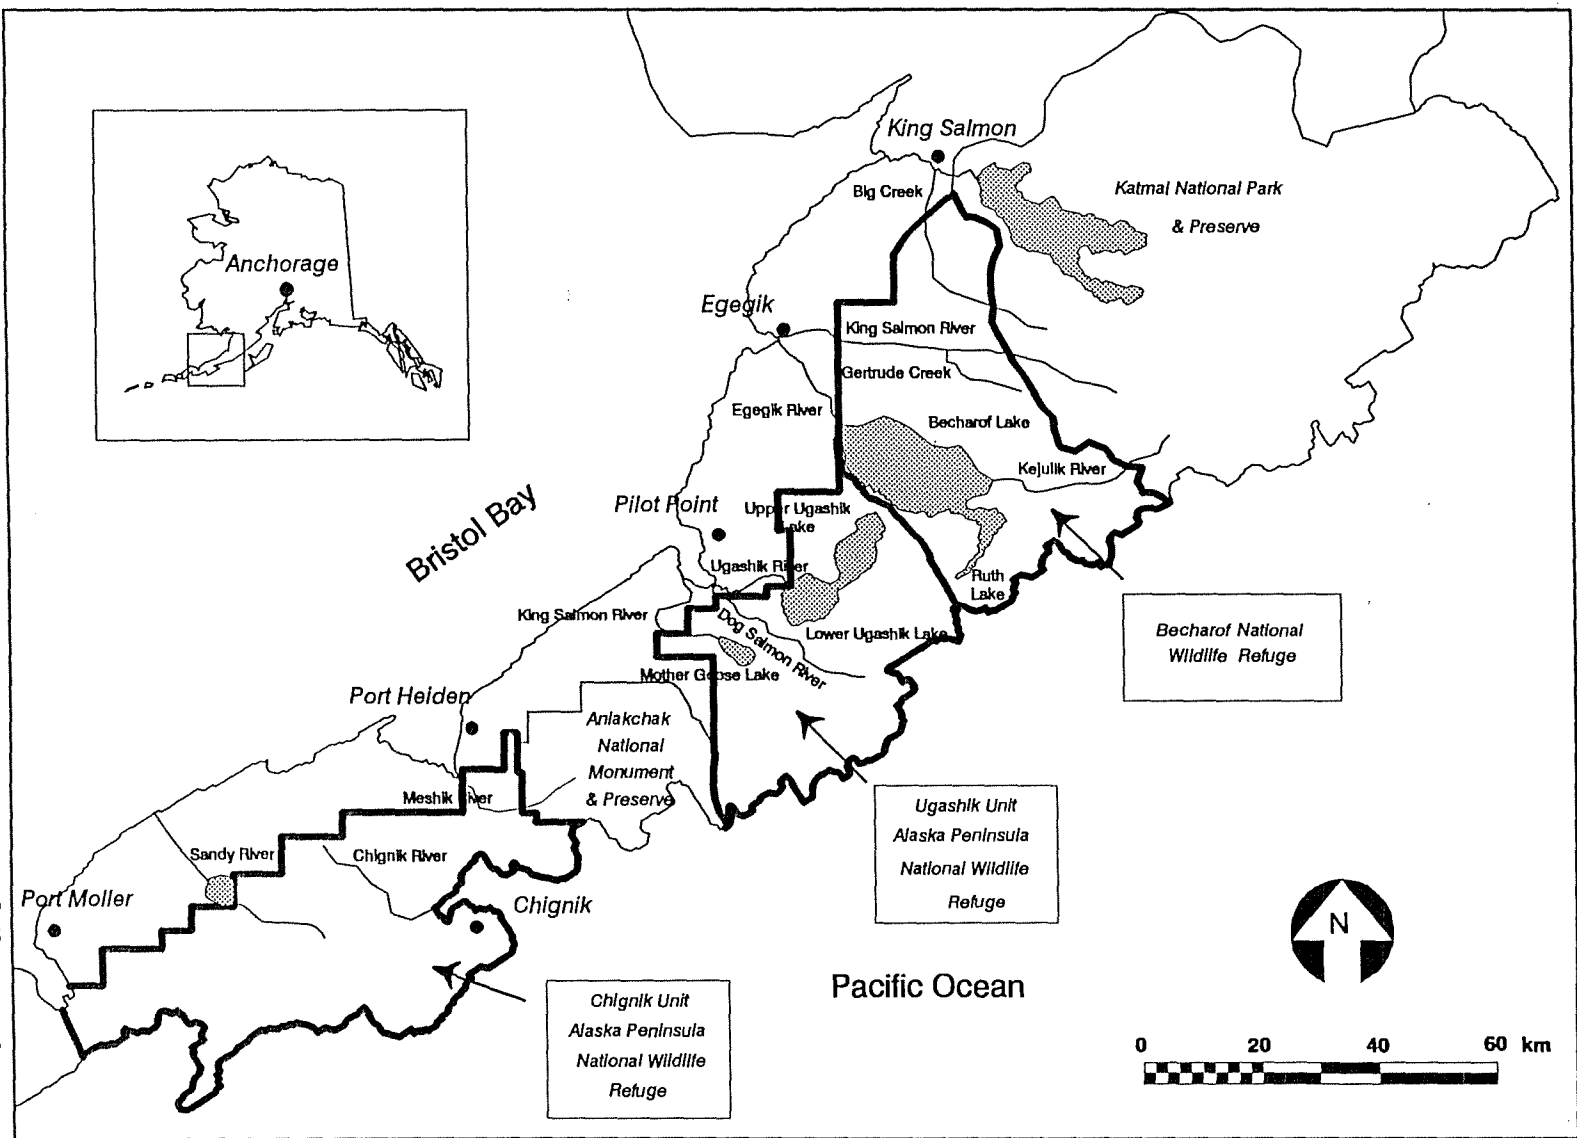 King Salmon
Big Creek
Katmai National Park
& Preserve
Anchorage
Egegik
King Salmon River
Gertrude Creek
Egegik River
Becharof Lake
Kejulik River
Bristol Bay
Pilot Point
Upper Ugashik
Lake
Ugashik River
Ruth
Lake
King Salmon River
Dog Salmon River
Lower Ugashik Lake
Becharof National
Wildlife Refuge
Mother Goose Lake
Port Heiden
Aniakchak
National
Monument
& Preserve
Meshik River
Ugashik Unit
Alaska Peninsula
National Wildlife
Refuge
Sandy River
Chignik River
Port Moller
Chignik
N
Pacific Ocean
Chignik Unit
Alaska Peninsula
National Wildlife
Refuge
0 20 40 60 km